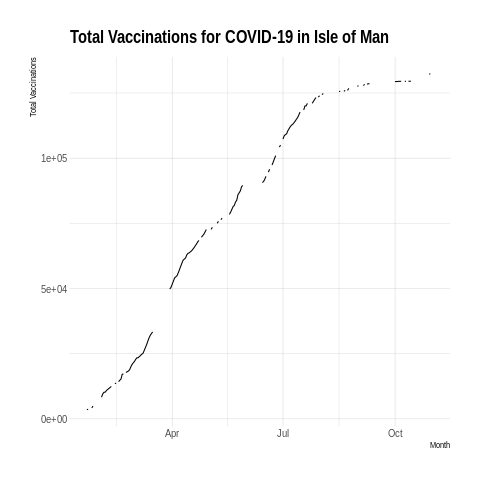 Total Vaccinations for COVID-19 in Isle of Man
Total Vaccinations
1e+05
5e+04
0e+00
Apr Jul Oct
Month